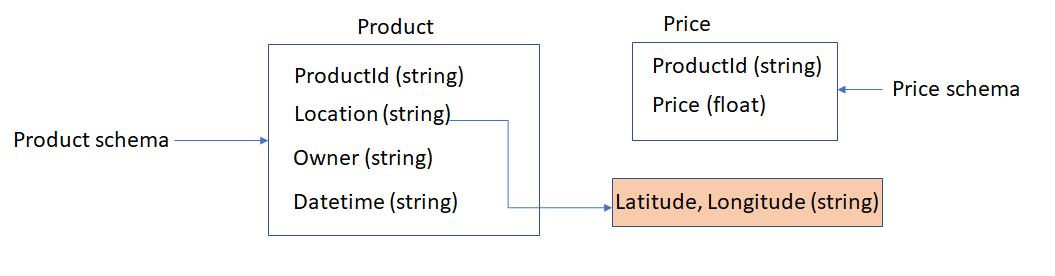 Product
Price
ProductId (string)
Location (string)
Owner (string)
Datetime (string)
ProductId (string)
Price (float)
Product schema
Price schema
Latitude, Longitude (string)